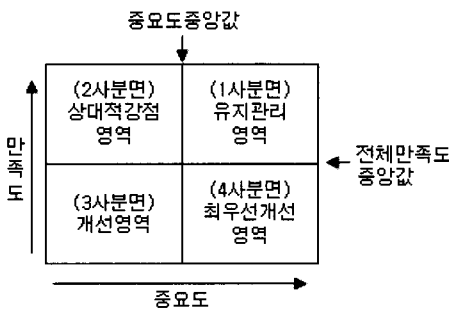 중요도중앙값
(2사분면)
상대적강점
영역
(1사분면)
유지관리
영역
만족도
전체만족도
중앙값
(3사분면)
개선영역
(4사분면)
최우선개선
영역
중요도